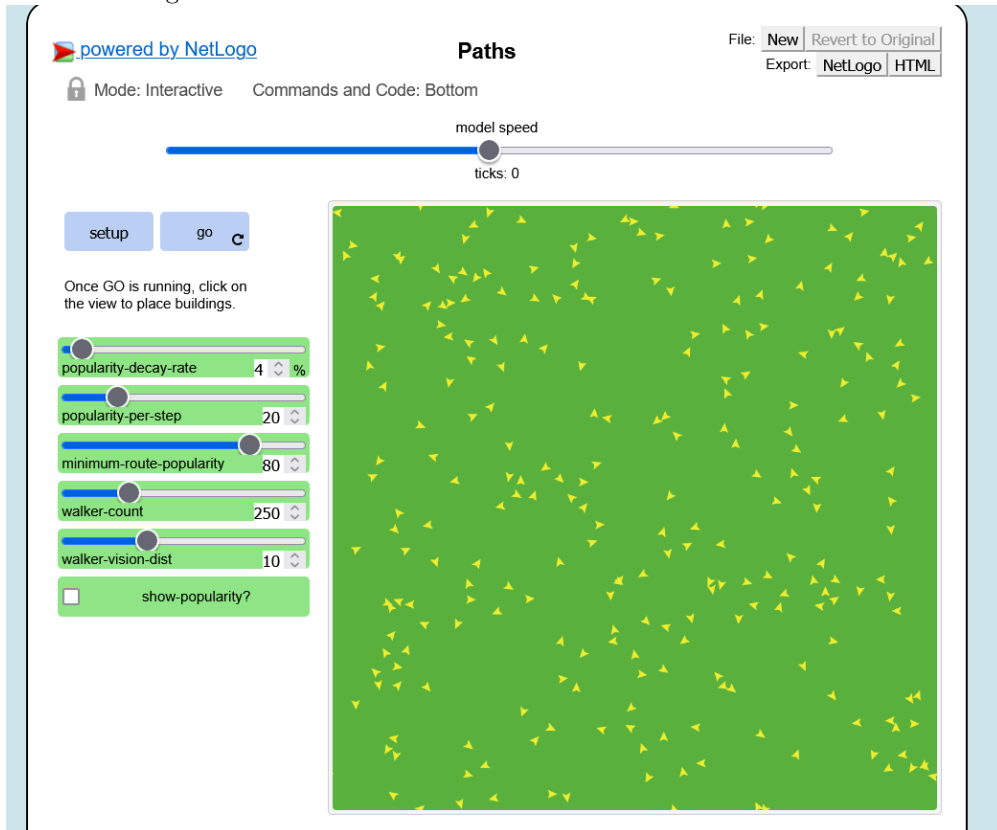 powered by NetLogo
Paths
File: New Revert to Original
Export: NetLogo HTML
Mode: Interactive Commands and Code: Bottom
model speed
ticks: 0
setup
go
Once GO is running, click on
the view to place buildings.
popularity-decay-rate 4 %
popularity-per-step 20
minimum-route-popularity 80
walker-count 250
walker-vision-dist 10
show-popularity?